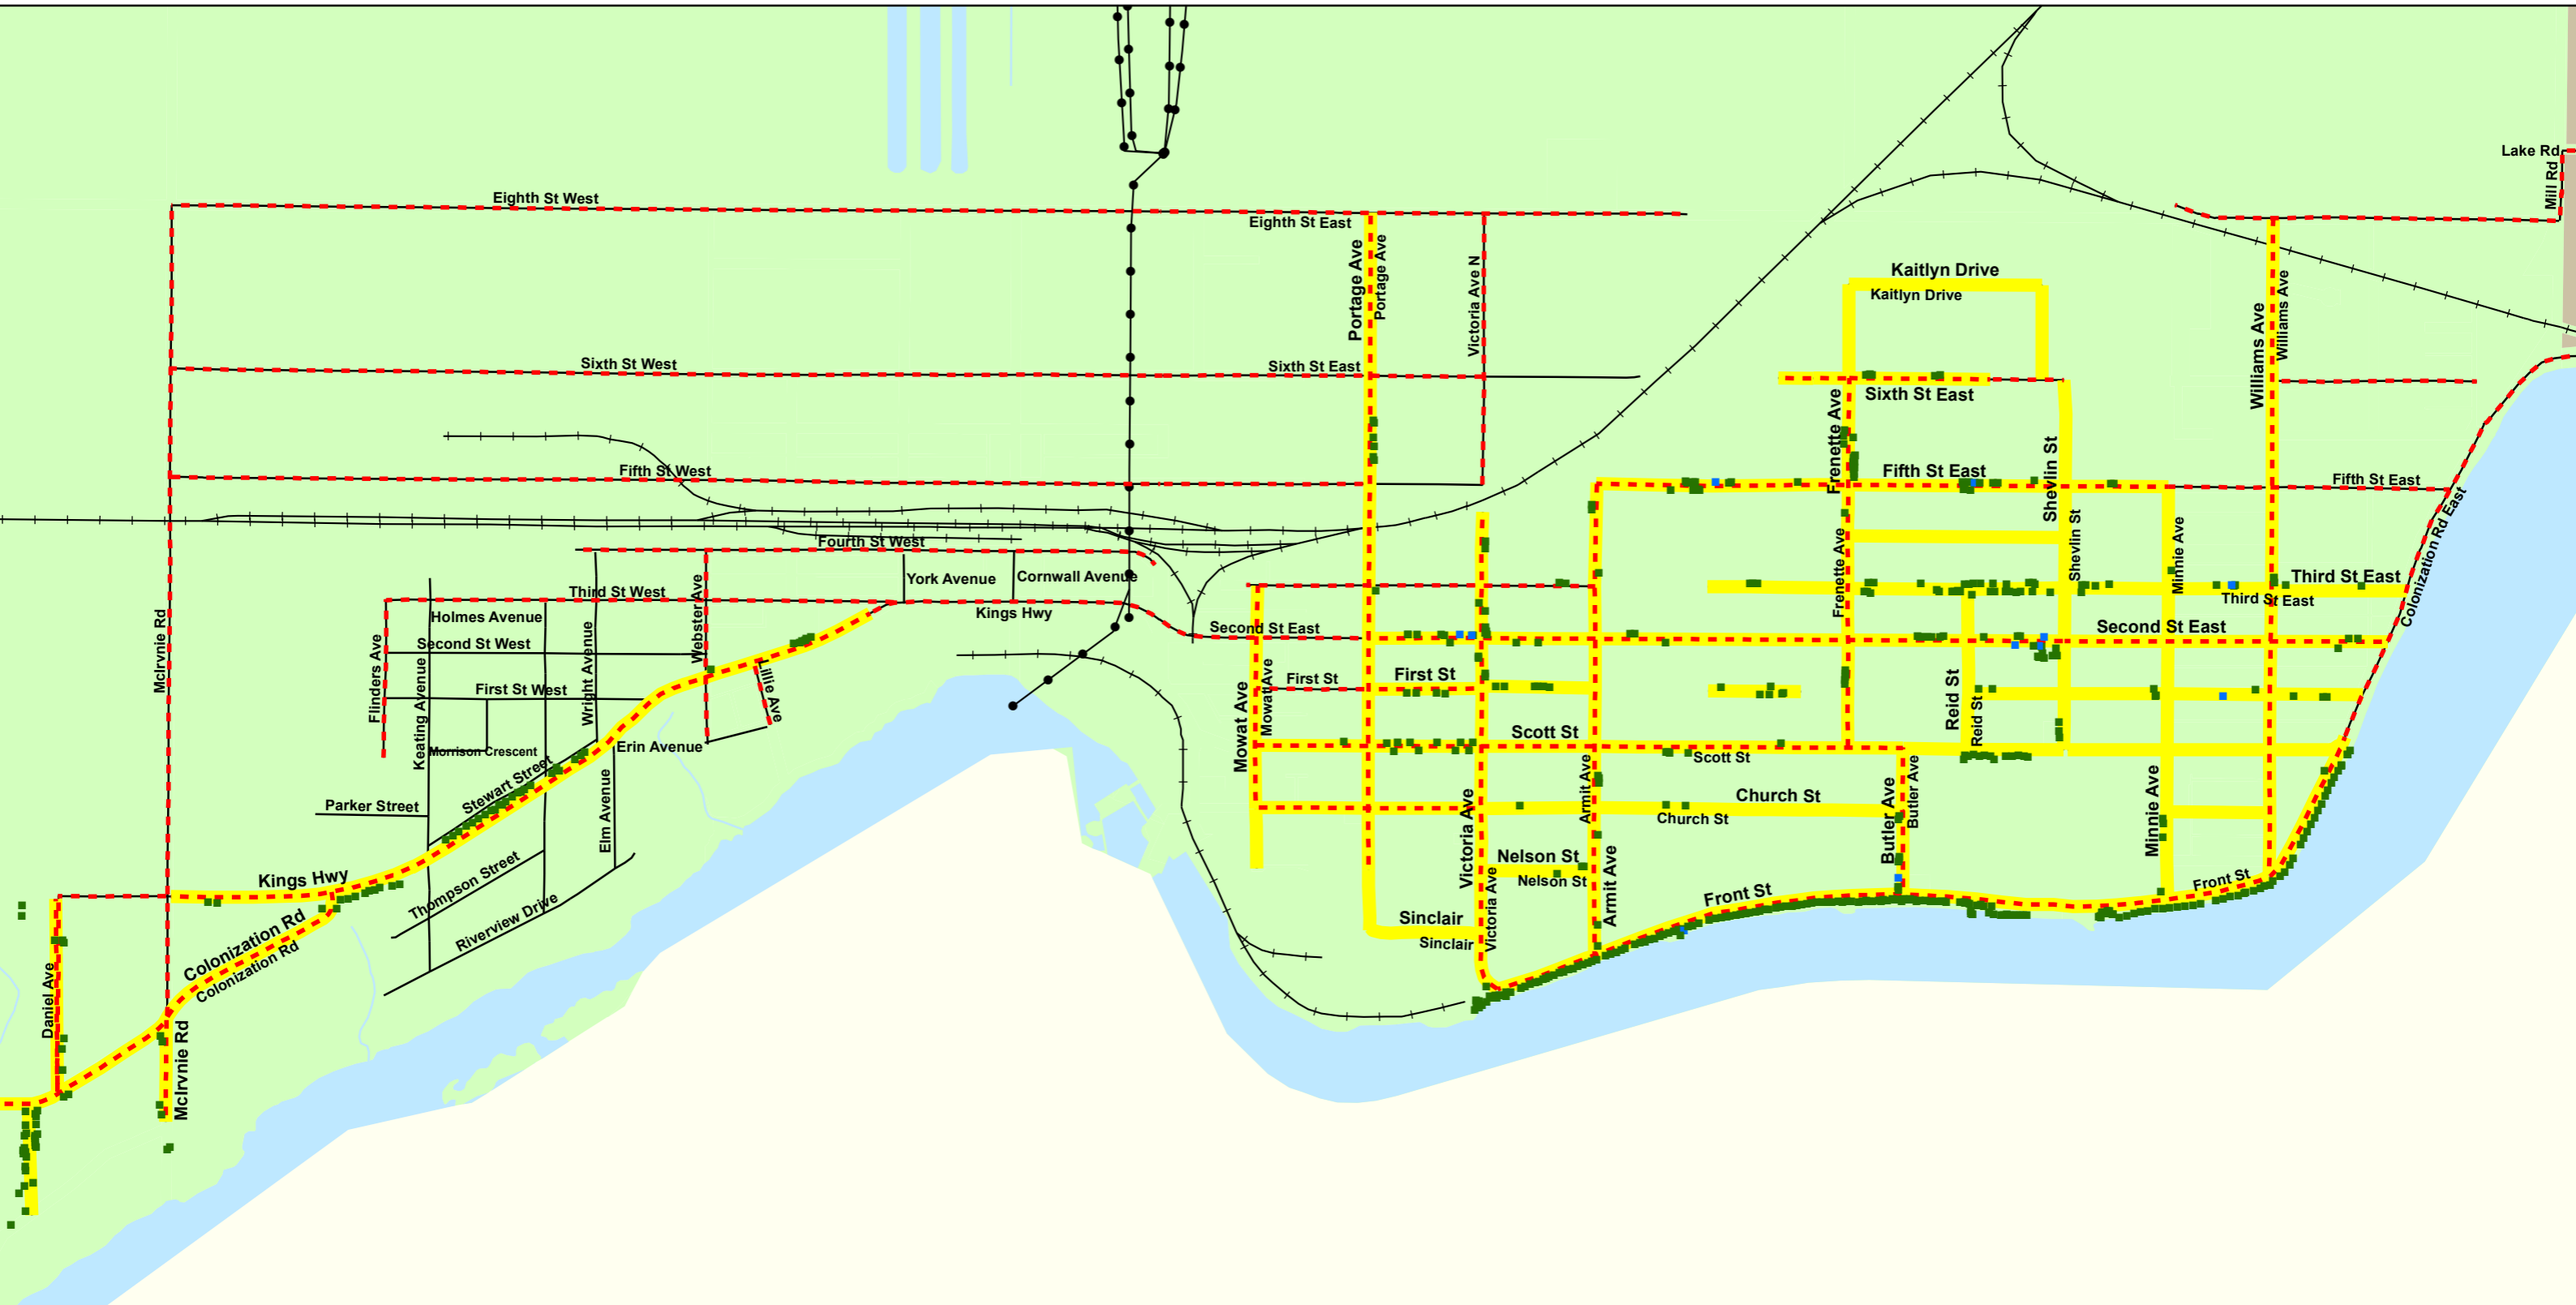 Lake Rd
Mill Rd
Eighth St West
Eighth St East
Portage Ave
Portage Ave
Victoria Ave N
Kaitlyn Drive
Kaitlyn Drive
Williams Ave
Williams Ave
Sixth St West
Sixth St East
Sixth St East
Frenette Ave
Shevlin St
Fifth St West
Fifth St East
Fifth St East
Colonization Rd East
Fourth St West
York Avenue
Cornwall Avenue
Webster Ave
Third St West
Kings Hwy
Frenette Ave
Shevlin St
Minnie Ave
Third St East
Third St East
McIrvnie Rd
Holmes Avenue
Second St West
Flinders Ave
Keating Avenue
Wright Avenue
Second St East
Second St East
First St West
Lillie Ave
Mowat Ave
Mowat Ave
First St
First St
Reid St
Reid St
Morrison Crescent
Erin Avenue
Scott St
Scott St
Stewart Street
Parker Street
Elm Avenue
Armit Ave
Butler Ave
Butler Ave
Church St
Church St
Victoria Ave
Minnie Ave
Kings Hwy
Thompson Street
Nelson St
Nelson St
Front St
Front St
Colonization Rd
Colonization Rd
Riverview Drive
Sinclair
Sinclair
Victoria Ave
Armit Ave
Daniel Ave
McIrvnie Rd